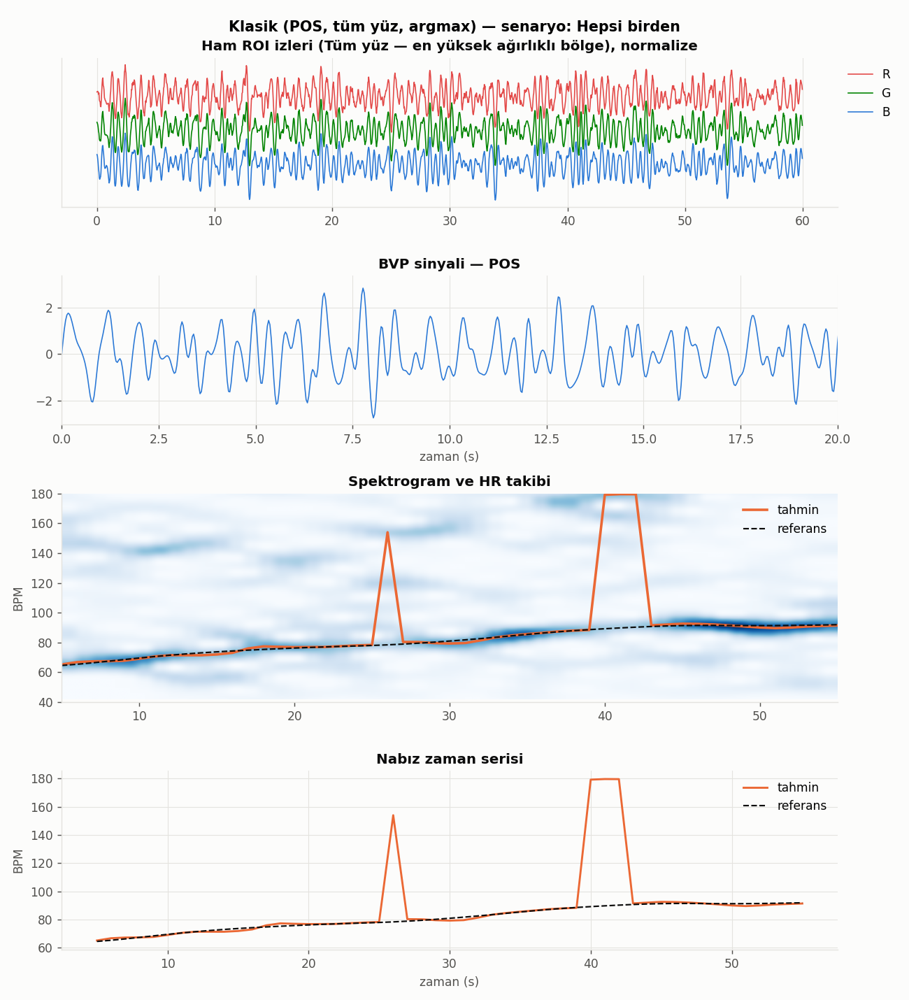 Klasik (POS, tüm yüz, argmax) — senaryo: Hepsi birden
Ham ROI izleri (Tüm yüz — en yüksek ağırlıklı bölge), normalize
R
G
B
0 10 20 30 40 50 60
BVP sinyali — POS
2
0
−2
0.0 2.5 5.0 7.5 10.0 12.5 15.0 17.5 20.0
zaman (s)
Spektrogram ve HR takibi
180
160
140
120
100
80
60
40
BPM
tahmin
referans
10 20 30 40 50
Nabız zaman serisi
180
160
140
120
100
80
60
BPM
tahmin
referans
10 20 30 40 50
zaman (s)